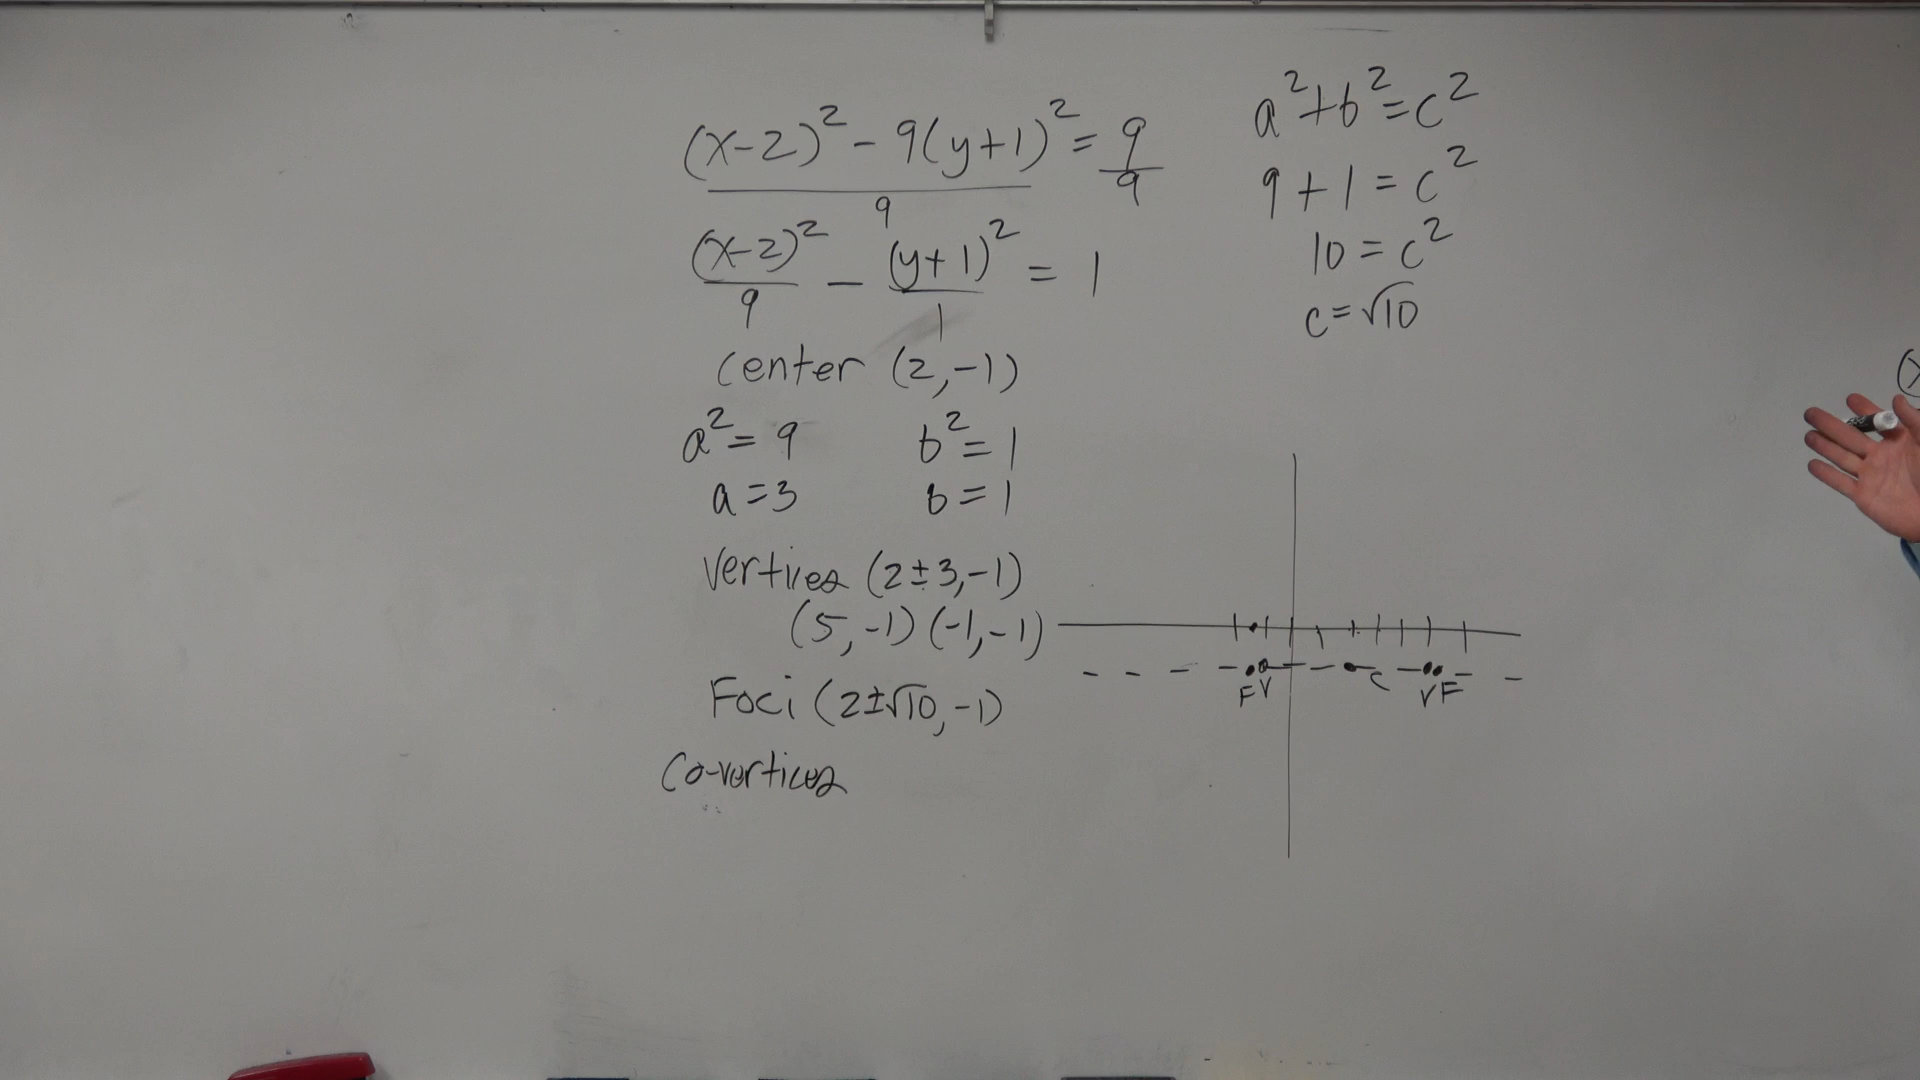 (x-2)² - 9(y+1)² = 9
9 9
(x-2)²/9 - (y+1)²/1 = 1
center (2,-1)
a² = 9 b² = 1
a = 3 b = 1
Vertices (2±3,-1)
(5,-1) (-1,-1)
Foci (2±√10,-1)
Co-vertices
a²+b²=c²
9+1=c²
10=c²
c=√10
F V C V F
(x